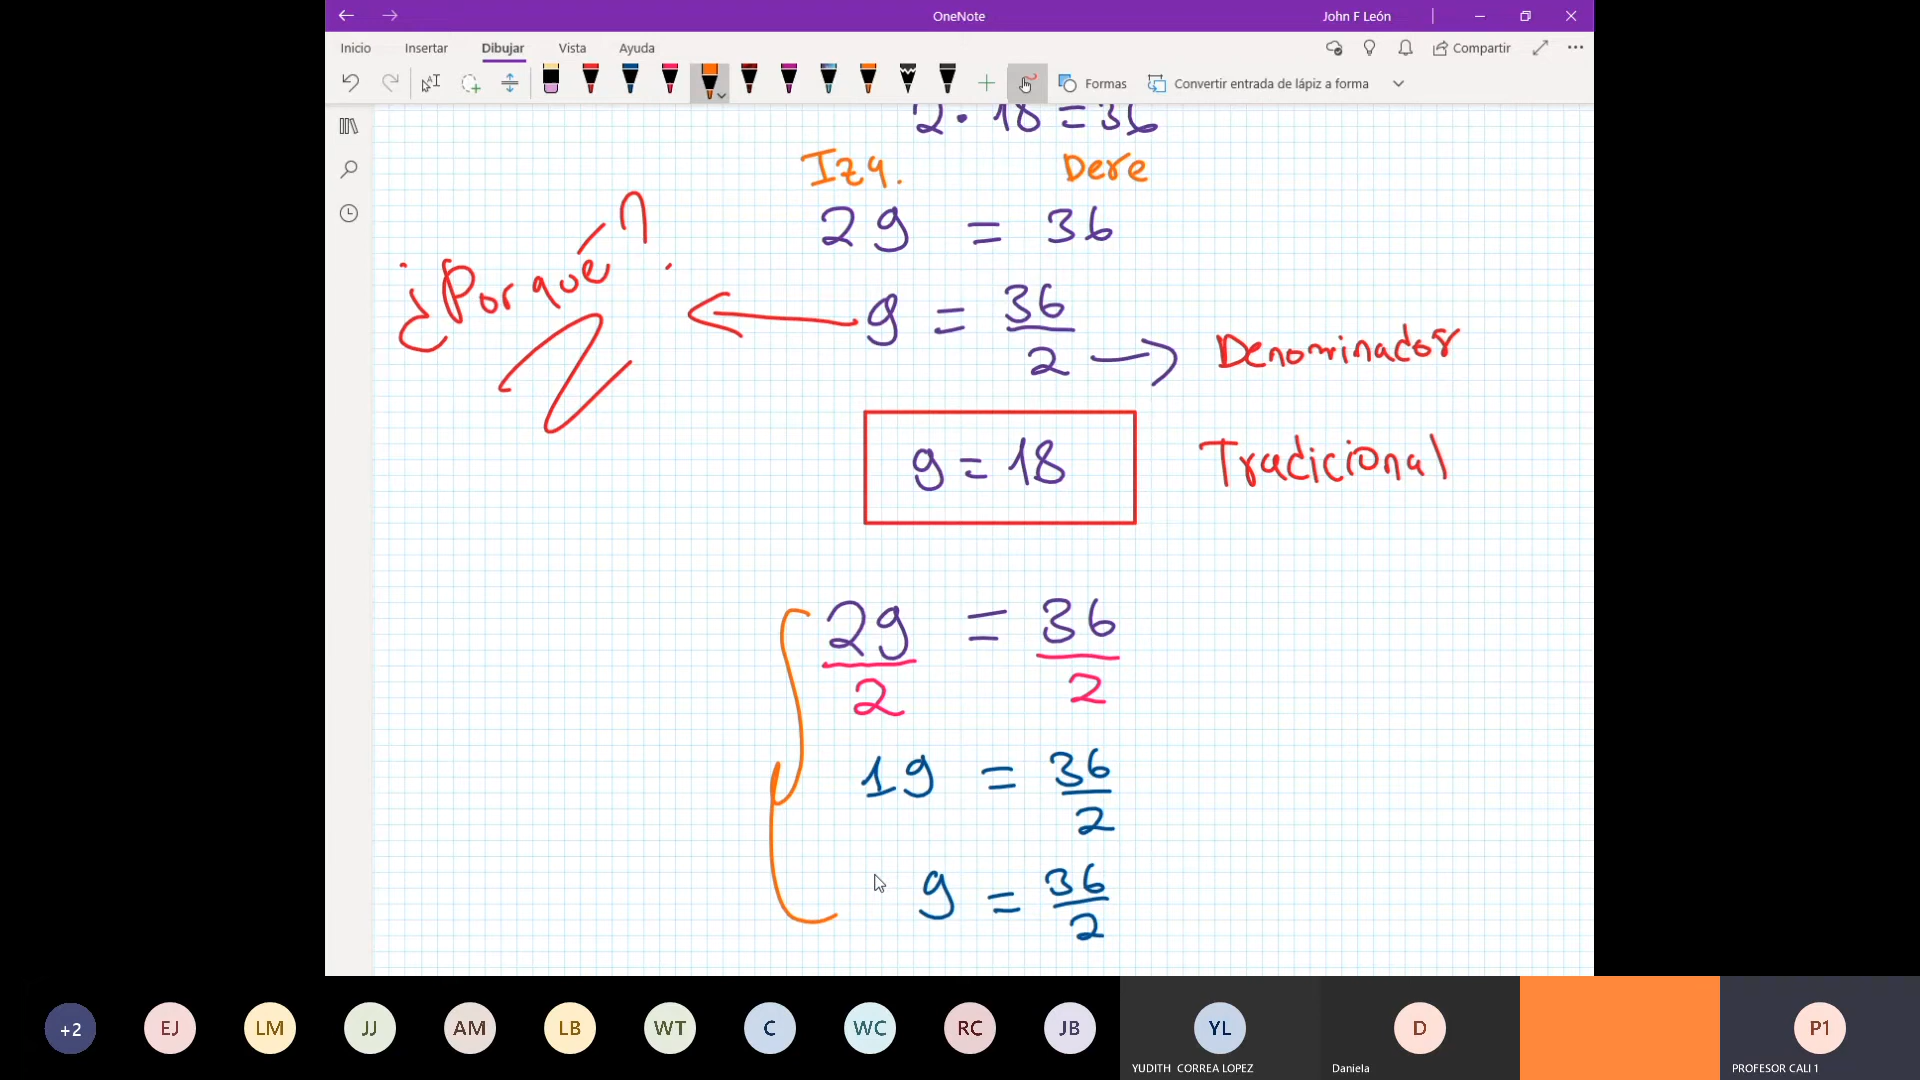 OneNote
John F León
Inicio Insertar Dibujar Vista Ayuda
Compartir
Formas
Convertir entrada de lápiz a forma
2 · 18 = 36
Izq. Dere
2g = 36
¿Por qué?
g = 36/2 → Denominador
g = 18
Tradicional
2g/2 = 36/2
1g = 36/2
g = 36/2
+2 EJ LM JJ AM LB WT C WC RC JB YL D P1
YUDITH CORREA LOPEZ Daniela PROFESOR CALI 1